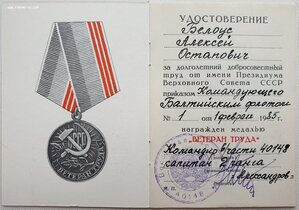 СССР
ВЕТЕРАН ТРУДА
УДОСТОВЕРЕНИЕ
Белоус
Алексей
Остапович
за долголетний добросовестный
труд от имени Президиума
Верховного Совета СССР
приказом Командующего
Балтийским флотом
№ 1 1 февраля 1985 г.
награжден медалью
"ВЕТЕРАН ТРУДА"
Командир в/части 40148
капитан 2 ранга
Александров